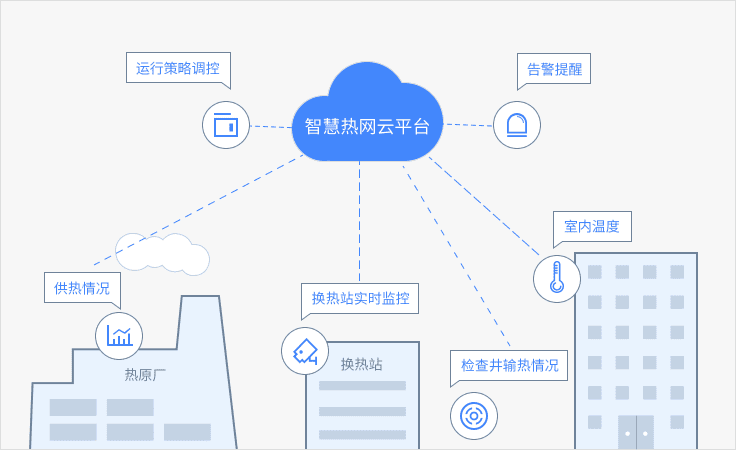 运行策略调控
告警提醒
智慧热网云平台
室内温度
供热情况
换热站实时监控
检查井输热情况
换热站
热原厂